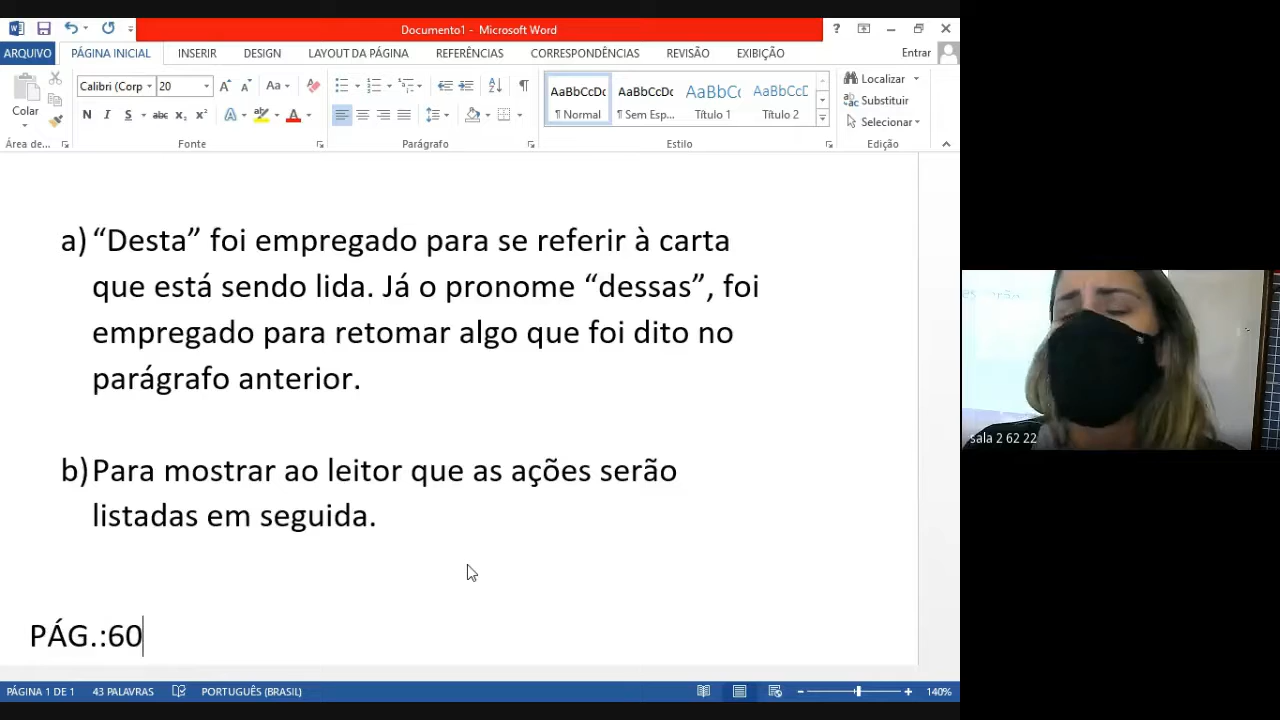 Documento1 - Microsoft Word
ARQUIVO PÁGINA INICIAL INSERIR DESIGN LAYOUT DA PÁGINA REFERÊNCIAS CORRESPONDÊNCIAS REVISÃO EXIBIÇÃO Entrar
Colar
Calibri (Corp 20
N I S abc x₂ x²
AaBbCcDc AaBbCcDc AaBbC( AaBbCcD
¶ Normal ¶ Sem Esp... Título 1 Título 2
Localizar
Substituir
Selecionar
Área de... Fonte Parágrafo Estilo Edição
a) “Desta” foi empregado para se referir à carta
que está sendo lida. Já o pronome “dessas”, foi
empregado para retomar algo que foi dito no
parágrafo anterior.
b) Para mostrar ao leitor que as ações serão
listadas em seguida.
PÁG.:60
sala 2 62 22
PÁGINA 1 DE 1 43 PALAVRAS PORTUGUÊS (BRASIL) 140%